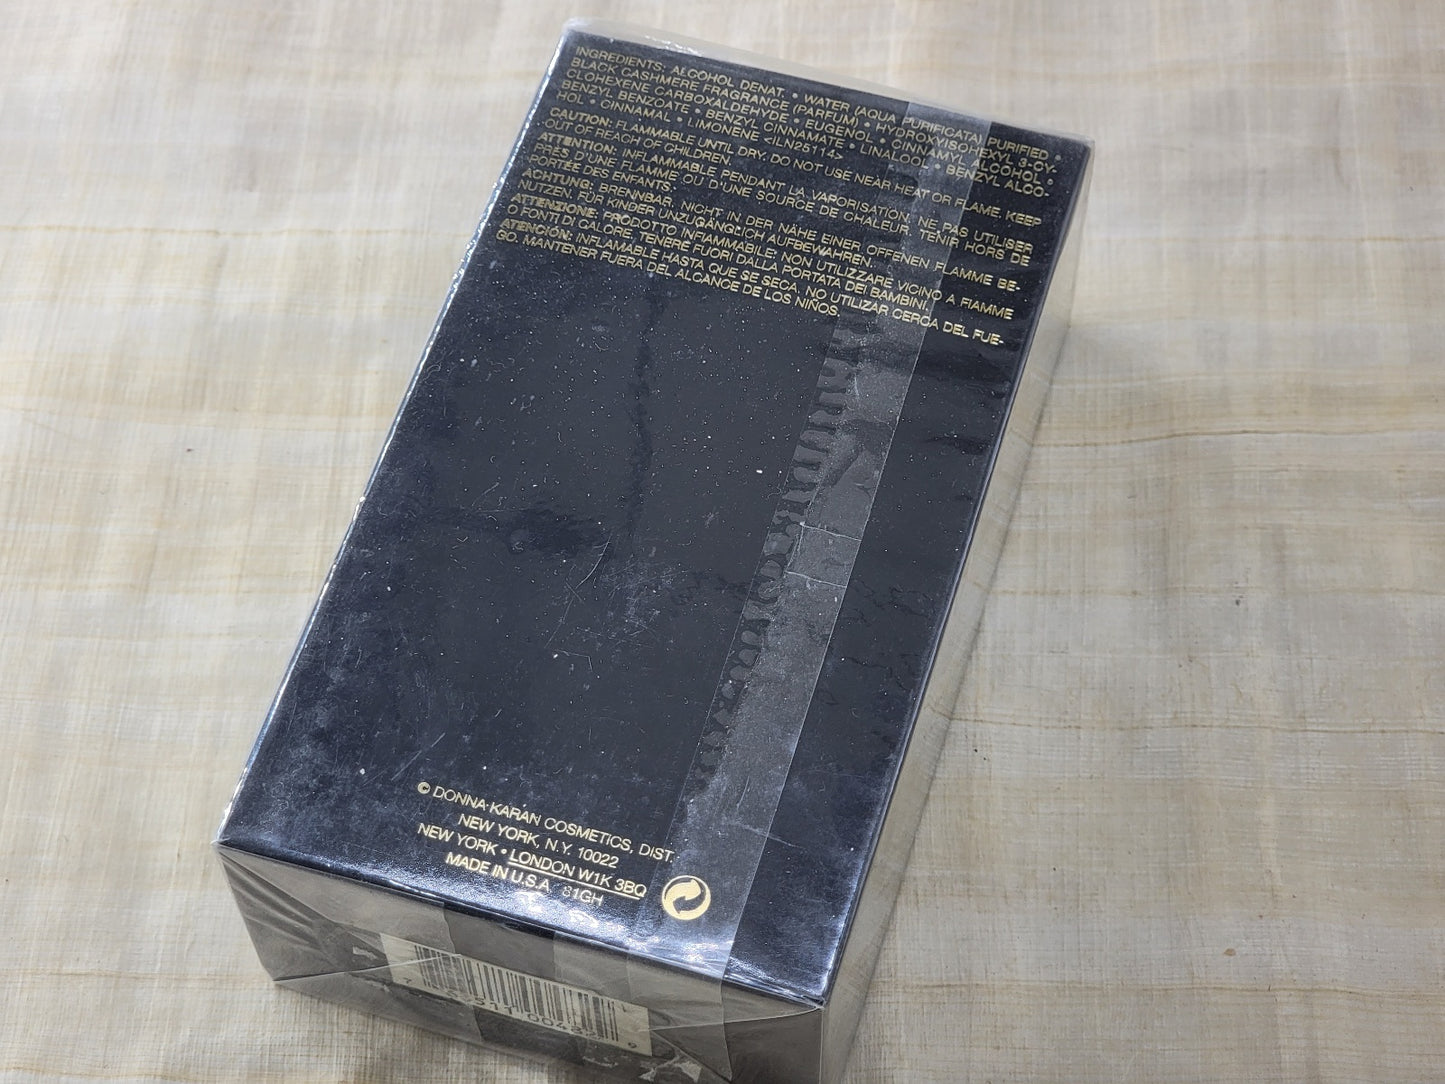 INGREDIENTS: ALCOHOL DENAT. • WATER (AQUA PURIFICATA) PURIFIED •
BLACK CASHMERE FRAGRANCE (PARFUM) • HYDROXYISOHEXYL 3-CY-
CLOHEXENE CARBOXALDEHYDE • EUGENOL • CINNAMYL ALCOHOL •
BENZYL BENZOATE • BENZYL CINNAMATE • LINALOOL • BENZYL ALCO-
HOL • CINNAMAL • LIMONENE <ILN25114>
CAUTION: FLAMMABLE UNTIL DRY. DO NOT USE NEAR HEAT OR FLAME. KEEP
OUT OF REACH OF CHILDREN.
ATTENTION: INFLAMMABLE PENDANT LA VAPORISATION. NE PAS UTILISER
PRÈS D'UNE FLAMME OU D'UNE SOURCE DE CHALEUR. TENIR HORS DE
PORTÉE DES ENFANTS.
ACHTUNG: BRENNBAR. NICHT IN DER NÄHE EINER OFFENEN FLAMME BE-
NUTZEN. FÜR KINDER UNZUGÄNGLICH AUFBEWAHREN.
ATTENZIONE: PRODOTTO INFIAMMABILE. NON UTILIZZARE VICINO A FIAMME
O FONTI DI CALORE. TENERE FUORI DALLA PORTATA DEI BAMBINI.
ATENCIÓN: INFLAMABLE HASTA QUE SE SECA. NO UTILIZAR CERCA DEL FUE-
GO. MANTENER FUERA DEL ALCANCE DE LOS NIÑOS.
© DONNA KARAN COSMETICS, DIST.
NEW YORK, N.Y. 10022
NEW YORK • LONDON W1K 3BQ
MADE IN U.S.A. 81GH